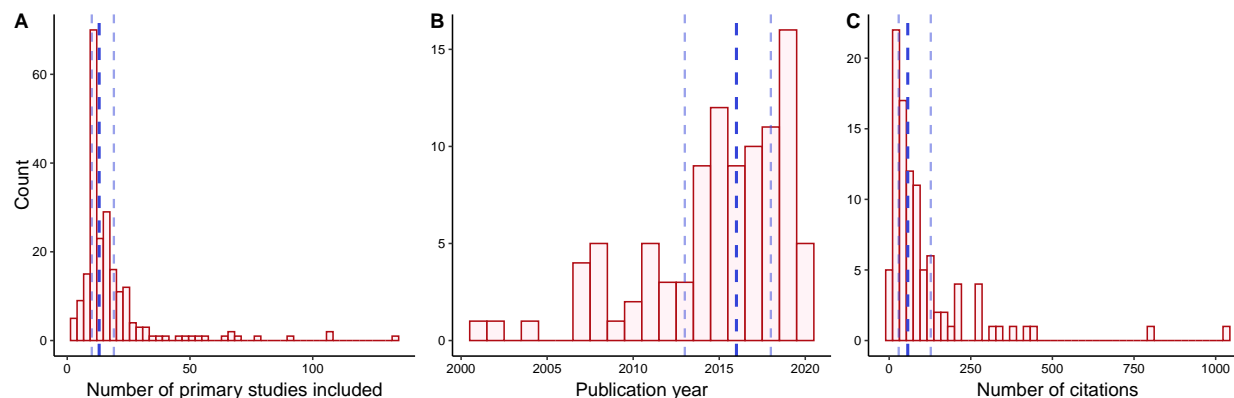 A
B
C
Count
60
40
20
0
15
10
5
0
20
15
10
5
0
0 50 100
2000 2005 2010 2015 2020
0 250 500 750 1000
Number of primary studies included
Publication year
Number of citations